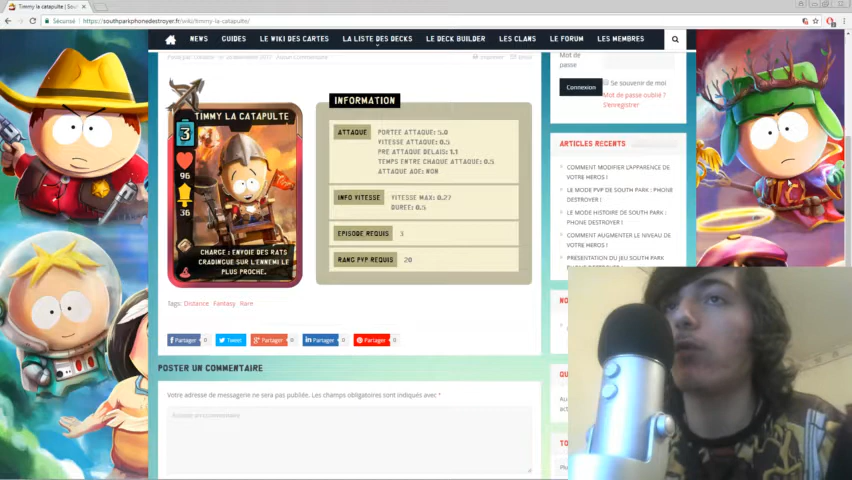 Timmy la catapulte | Sou
Sécurisé
https://southparkphonedestroyer.fr/wiki/timmy-la-catapulte/
NEWS GUIDES LE WIKI DES CARTES LA LISTE DES DECKS LE DECK BUILDER LES CLANS LE FORUM LES MEMBRES
Mot de
passe
Se souvenir de moi
Connexion
Mot de passe oublié ?
S'enregistrer
TIMMY LA CATAPULTE
3
96
36
CHARGE : ENVOIE DES RATS
CRADINGUE SUR L'ENNEMI LE
PLUS PROCHE.
INFORMATION
ATTAQUE
PORTÉE ATTAQUE: 5.0
VITESSE ATTAQUE: 0.5
PRE ATTAQUE DELAIS: 1.1
TEMPS ENTRE CHAQUE ATTAQUE: 0.5
ATTAQUE AOE: NON
INFO VITESSE
VITESSE MAX: 0.27
DURÉE: 0.5
EPISODE REQUIS 3
RANG PVP REQUIS 20
Tags: Distance Fantasy Rare
Partager 0 Tweet 0 Partager 0 Partager 0 Partager 0
POSTER UN COMMENTAIRE
Votre adresse de messagerie ne sera pas publiée. Les champs obligatoires sont indiqués avec *
ARTICLES RÉCENTS
COMMENT MODIFIER L'APPARENCE DE
VOTRE HEROS !
LE MODE PVP DE SOUTH PARK : PHONE
DESTROYER !
LE MODE HISTOIRE DE SOUTH PARK :
PHONE DESTROYER !
COMMENT AUGMENTER LE NIVEAU DE
VOTRE HEROS !
PRESENTATION DU JEU SOUTH PARK